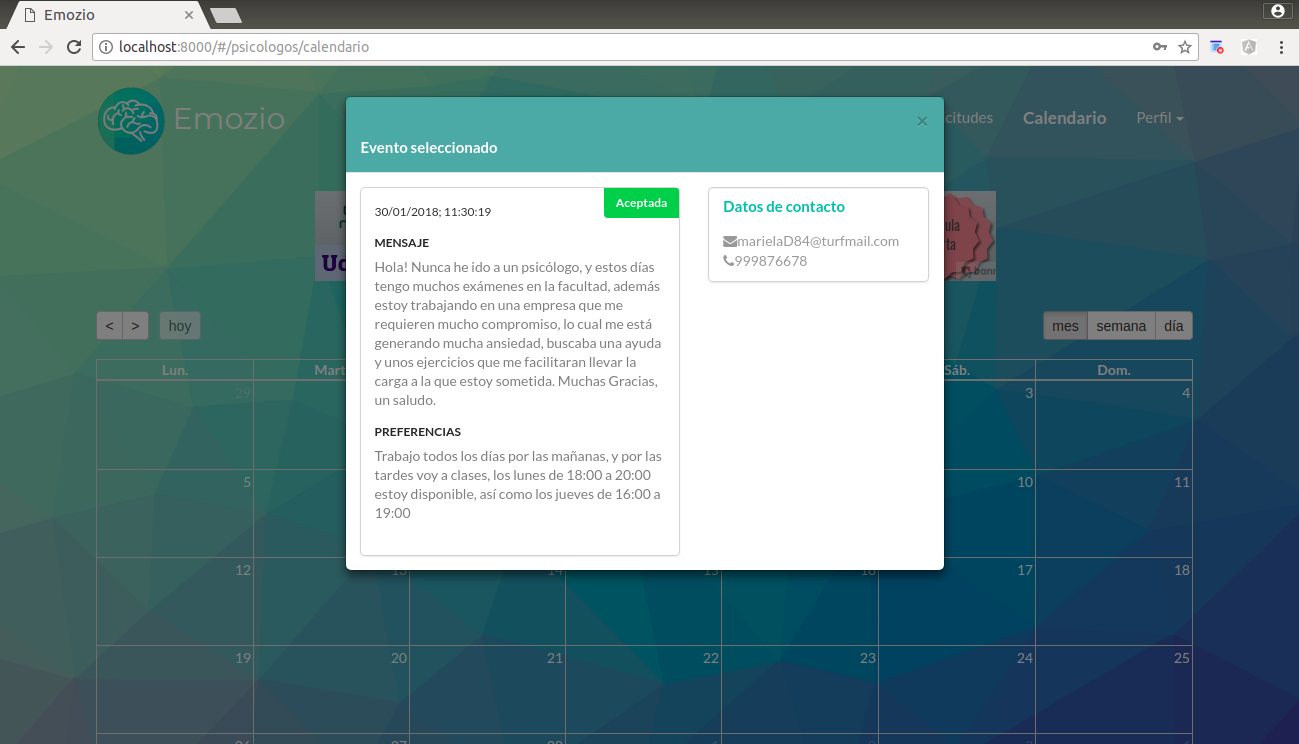 Emozio
localhost:8000/#/psicologos/calendario
Emozio
citudes Calendario Perfil
×
Evento seleccionado
30/01/2018; 11:30:19
Aceptada
MENSAJE
Hola! Nunca he ido a un psicólogo, y estos días
tengo muchos exámenes en la facultad, además
estoy trabajando en una empresa que me
requieren mucho compromiso, lo cual me está
generando mucha ansiedad, buscaba una ayuda
y unos ejercicios que me facilitaran llevar la
carga a la que estoy sometida. Muchas Gracias,
un saludo.
PREFERENCIAS
Trabajo todos los días por las mañanas, y por las
tardes voy a clases, los lunes de 18:00 a 20:00
estoy disponible, así como los jueves de 16:00 a
19:00
Datos de contacto
marielaD84@turfmail.com
999876678
< > hoy
mes semana día
Lun. Mart Sáb. Dom.
29 3 4
5 10 11
12 13 14 15 16 17 18
19 20 21 22 23 24 25